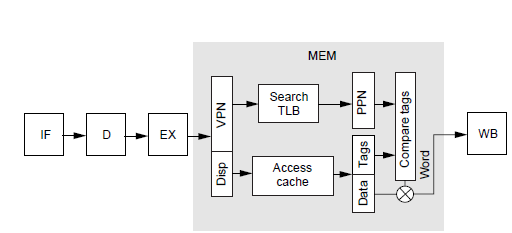 MEM
IF
D
EX
VPN
Disp
Search
TLB
Access
cache
PPN
Tags
Data
Compare tags
Word
WB